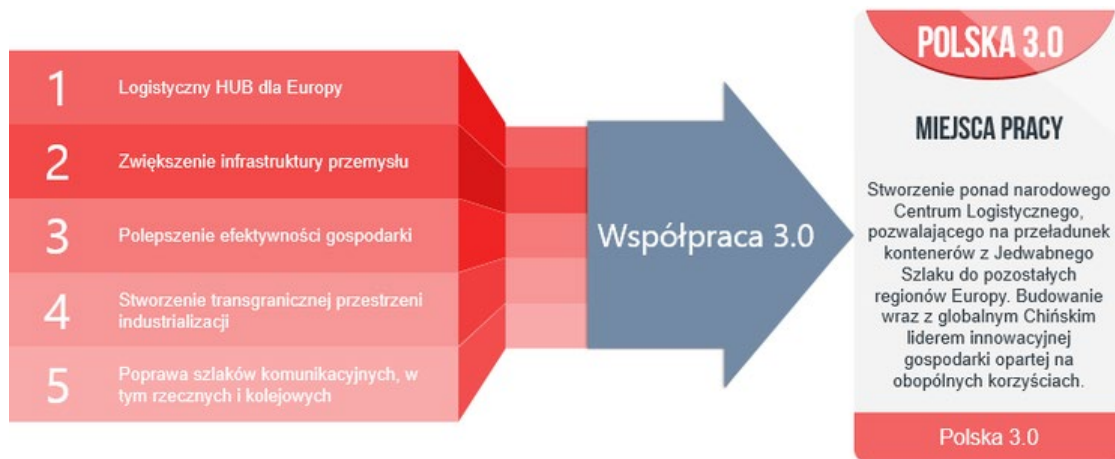 1
Logistyczny HUB dla Europy
2
Zwiększenie infrastruktury przemysłu
3
Polepszenie efektywności gospodarki
4
Stworzenie transgranicznej przestrzeni
industrializacji
5
Poprawa szlaków komunikacyjnych, w
tym rzecznych i kolejowych
Współpraca 3.0
POLSKA 3.0
MIEJSCA PRACY
Stworzenie ponad narodowego
Centrum Logistycznego,
pozwalającego na przeładunek
kontenerów z Jedwabnego
Szlaku do pozostałych
regionów Europy. Budowanie
wraz z globalnym Chińskim
liderem innowacyjnej
gospodarki opartej na
obopólnych korzyściach.
Polska 3.0